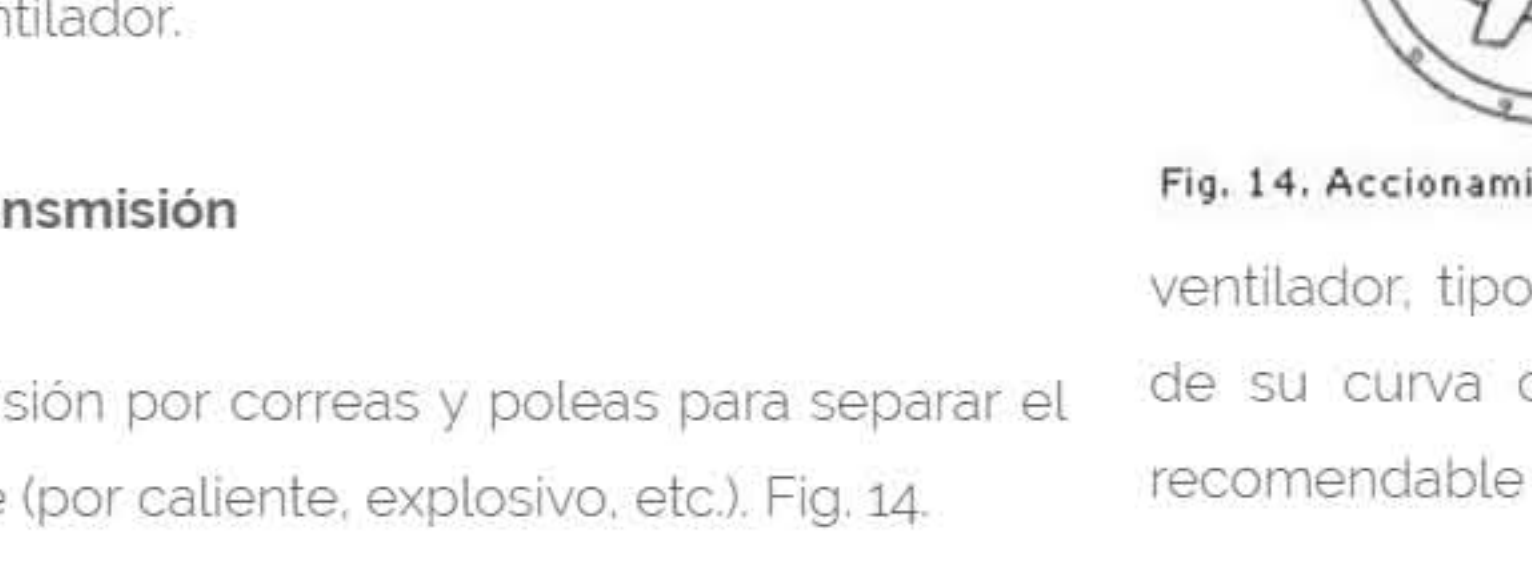 ntilador.
nsmisión
sión por correas y poleas para separar el
e (por caliente, explosivo, etc.). Fig. 14.
Fig. 14. Accionami
ventilador, tipo
de su curva c
recomendable